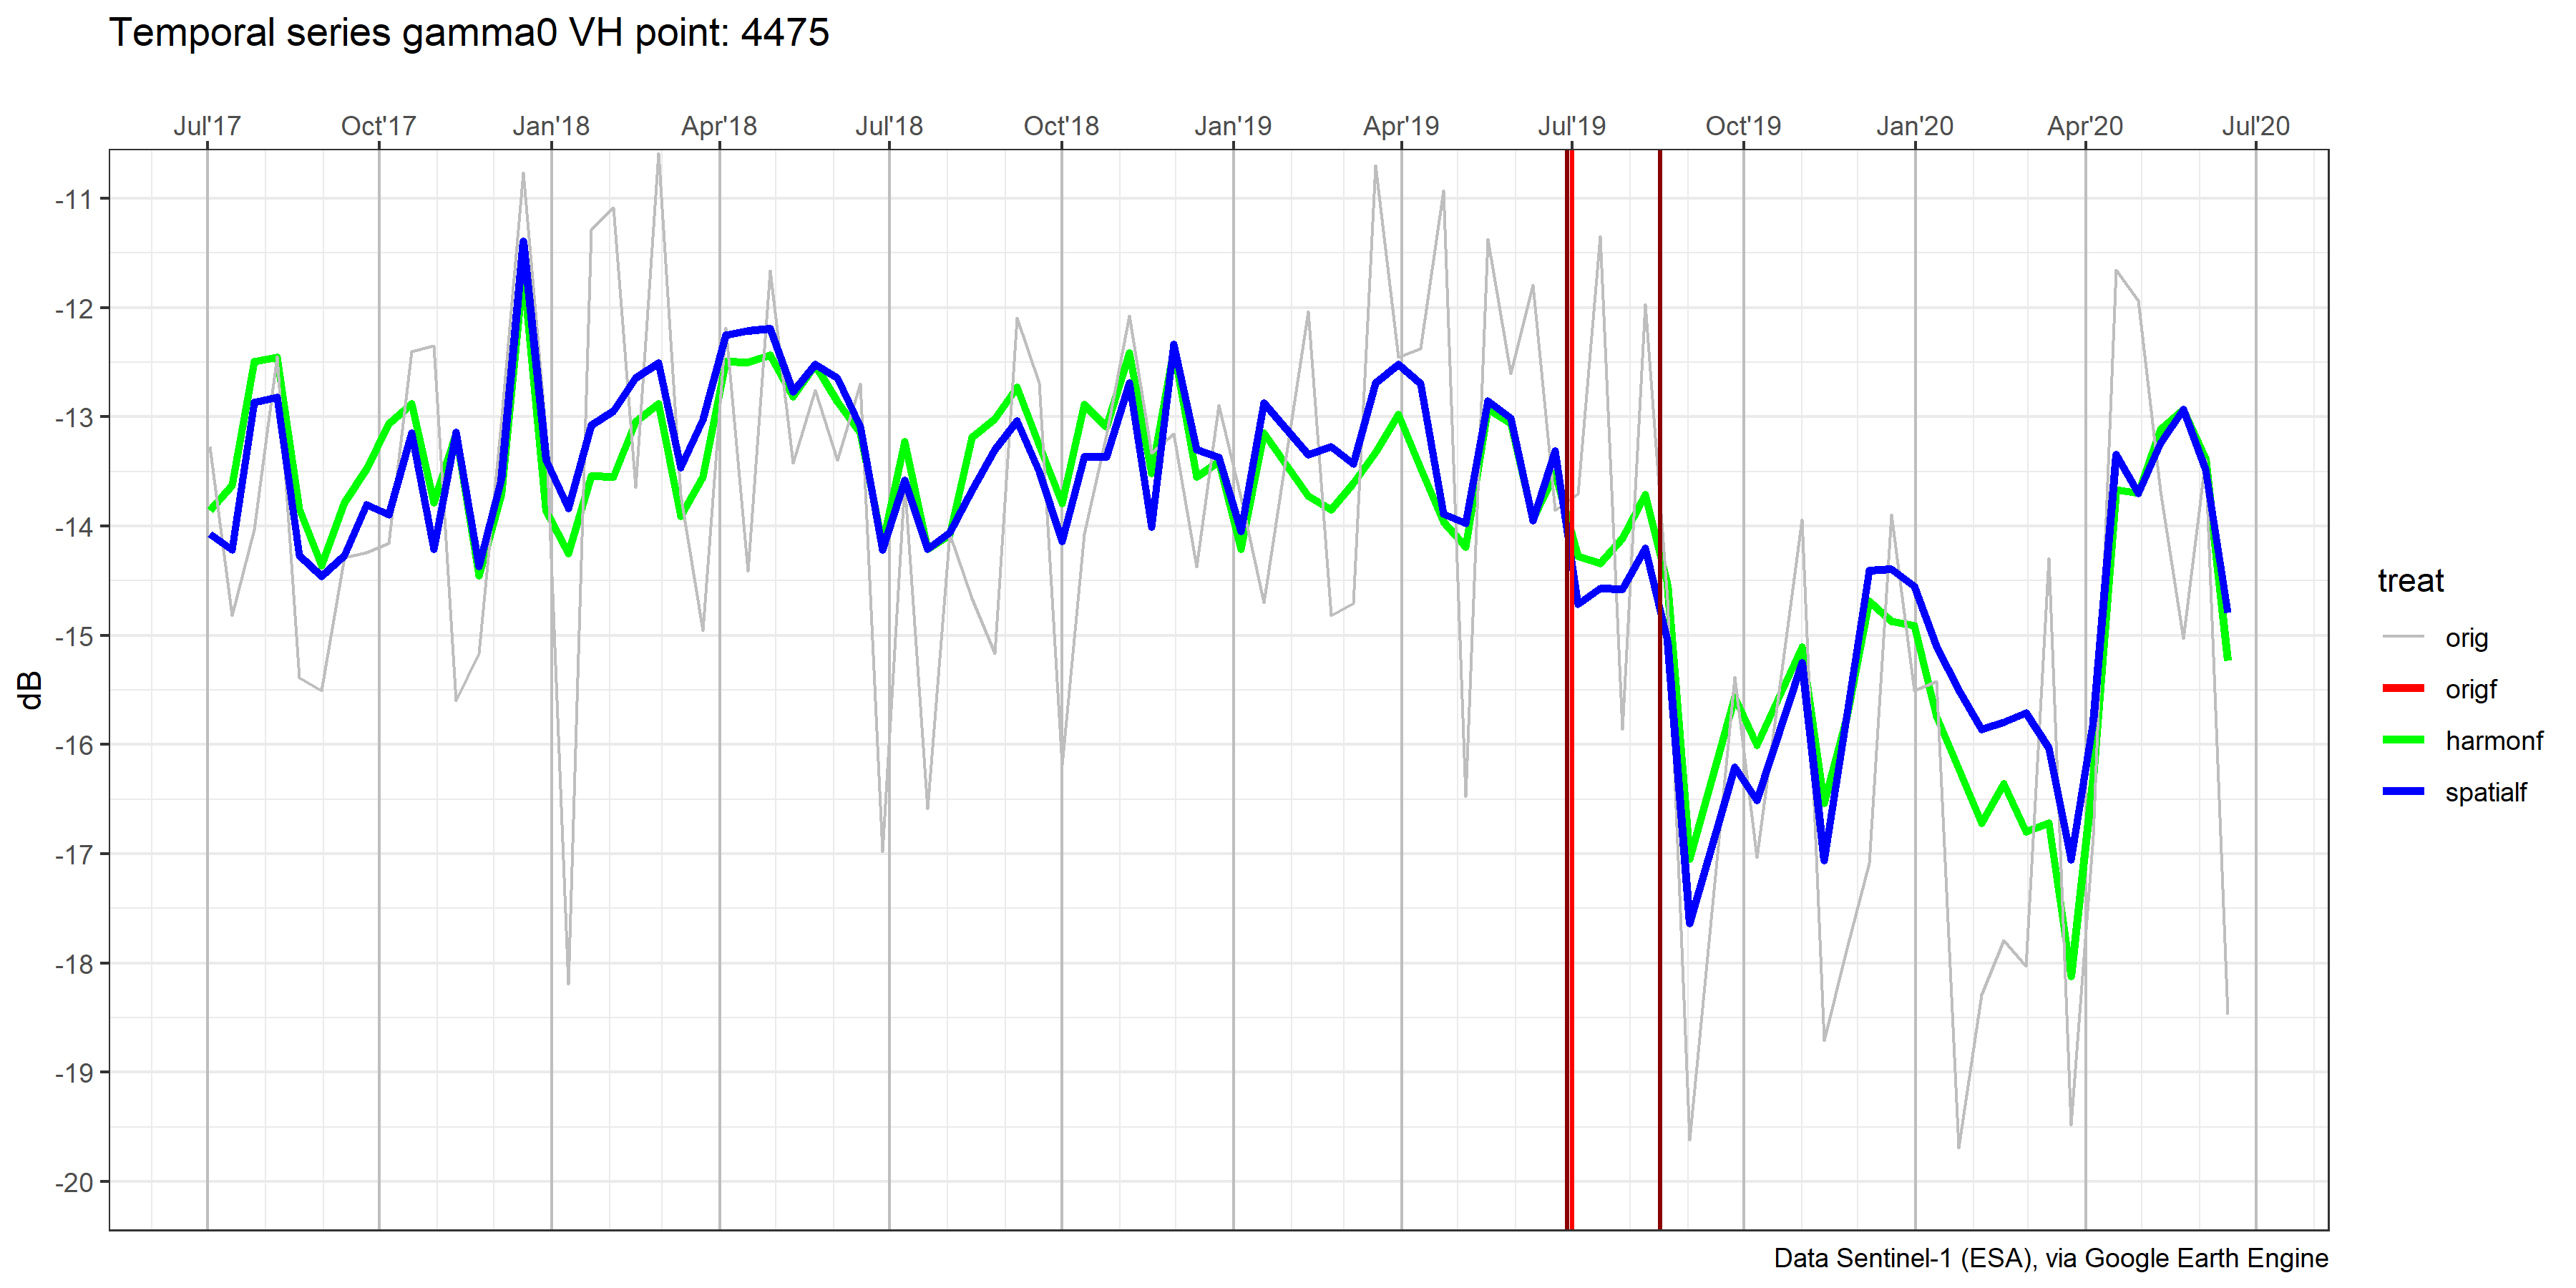 Temporal series gamma0 VH point: 4475
Jul'17 Oct'17 Jan'18 Apr'18 Jul'18 Oct'18 Jan'19 Apr'19 Jul'19 Oct'19 Jan'20 Apr'20 Jul'20
-11
-12
-13
-14
-15
-16
-17
-18
-19
-20
dB
treat
orig
origf
harmonf
spatialf
Data Sentinel-1 (ESA), via Google Earth Engine